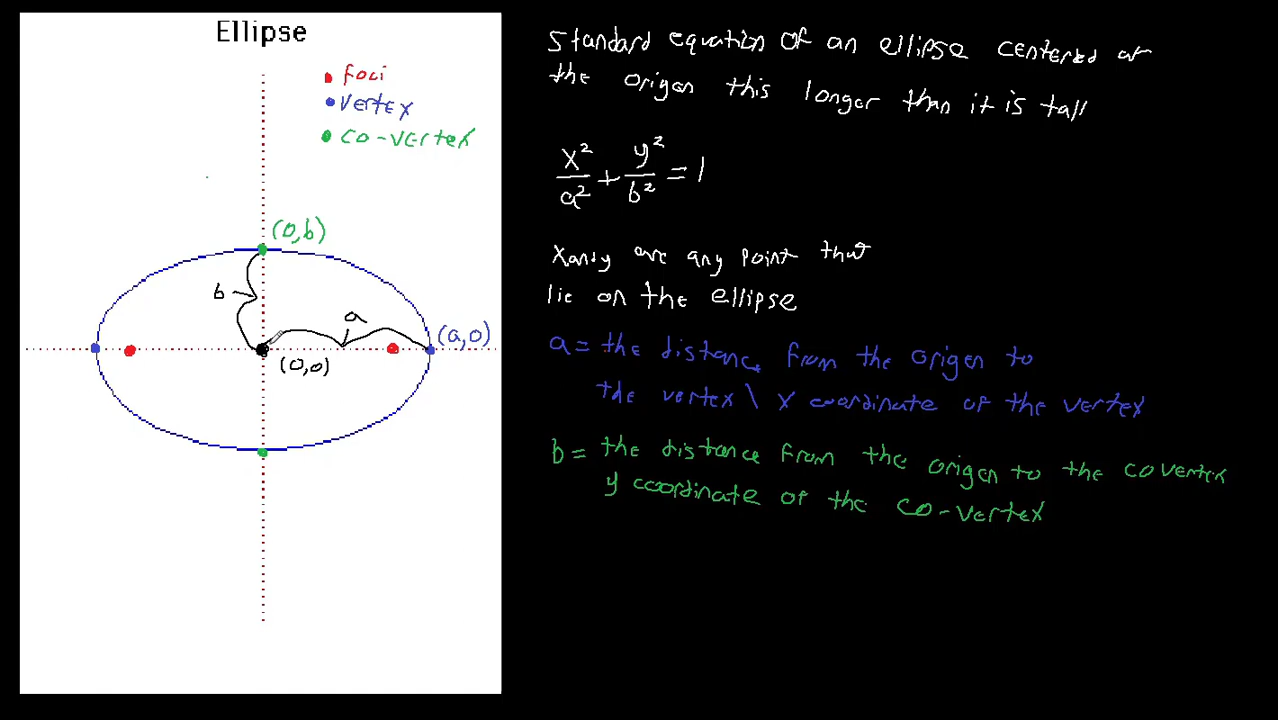 Ellipse
foci
vertex
co-vertex
(0,b)
b
a
(a,0)
(0,0)
Standard equation of an ellipse centered at
the origen this longer than it is tall
x²/a² + y²/b² = 1
x and y are any point that
lie on the ellipse
a = the distance from the origen to
the vertex \ x coordinate of the vertex
b = the distance from the origen to the covertex
y coordinate of the co-vertex